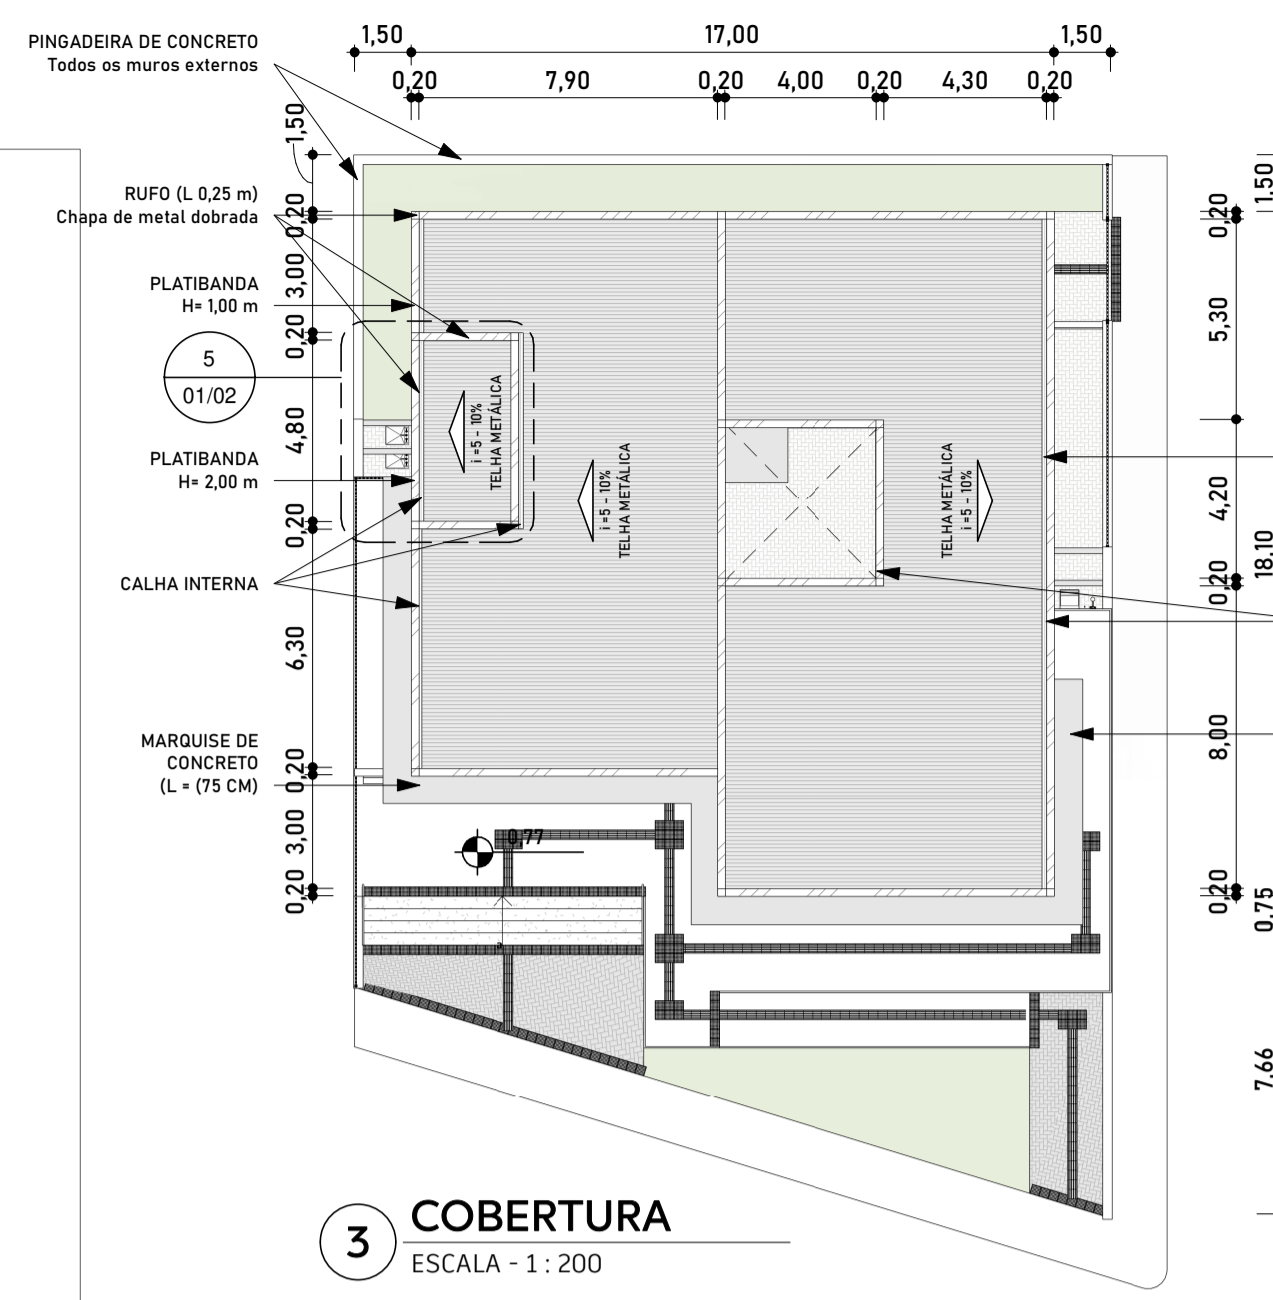 PINGADEIRA DE CONCRETO
Todos os muros externos
1,50
17,00
1,50
0,20
7,90
0,20
4,00
0,20
4,30
0,20
RUFO (L 0,25 m)
Chapa de metal dobrada
PLATIBANDA
H= 1,00 m
5
01/02
PLATIBANDA
H= 2,00 m
CALHA INTERNA
MARQUISE DE
CONCRETO
(L = (75 CM)
1,50
0,20
3,00
0,20
4,80
0,20
6,30
0,20
3,00
0,20
i =5 - 10%
TELHA METÁLICA
i =5 - 10%
TELHA METÁLICA
TELHA METÁLICA
i =5 - 10%
0,77
0,20
5,30
4,20
0,20
8,00
0,20
1,50
18,10
0,75
7,66
3
COBERTURA
ESCALA - 1 : 200